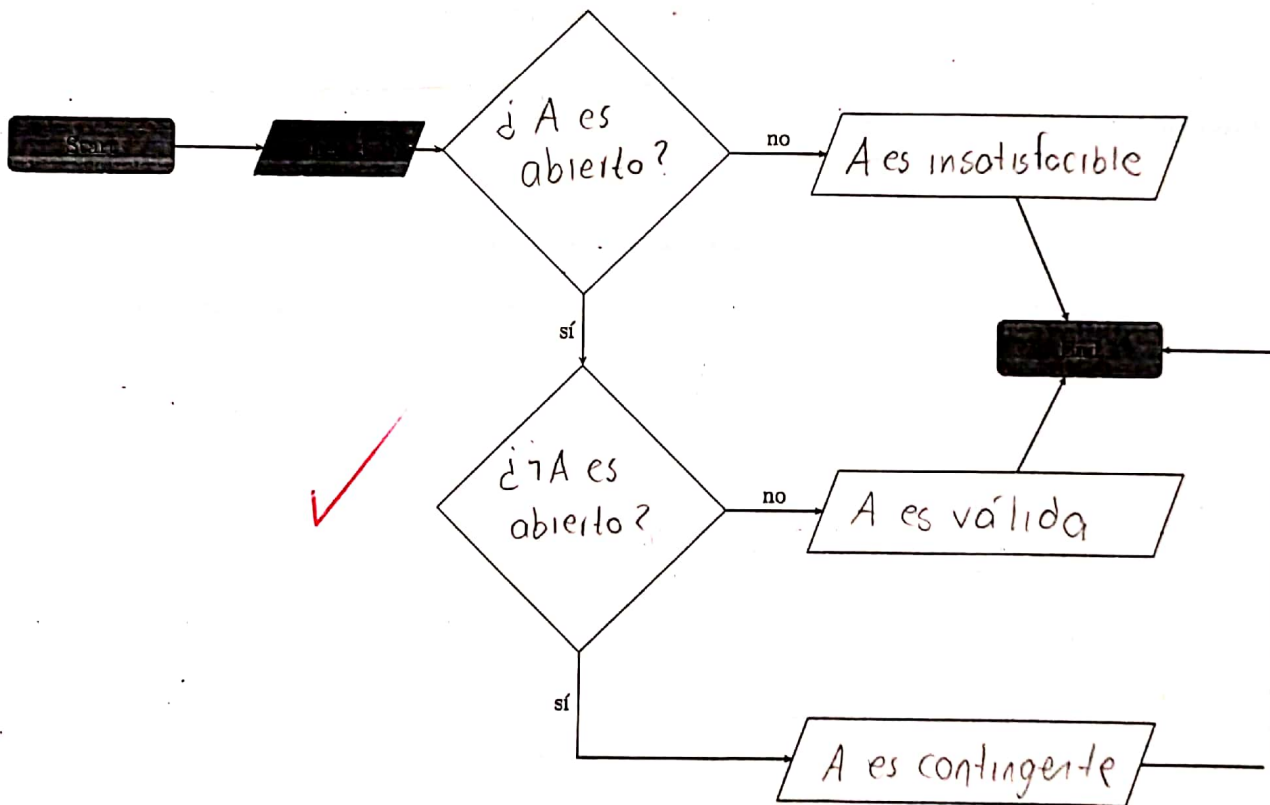 ¿A es
abierto?
no
A es insatisfacible
sí
¿¬A es
abierto?
no
A es válida
sí
A es contingente